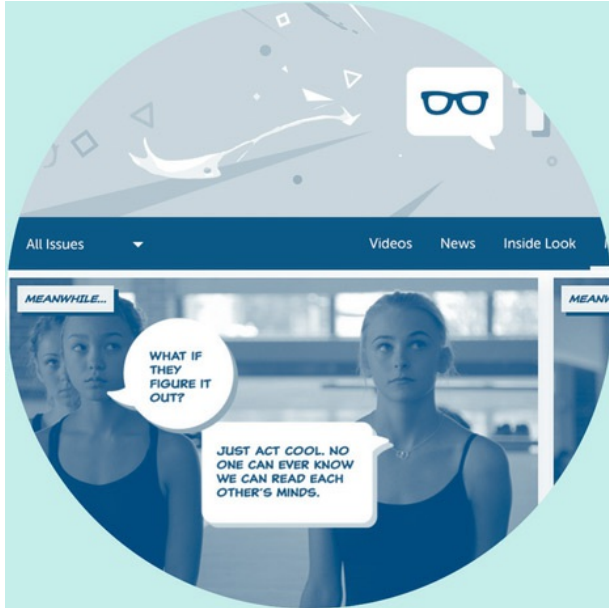 All Issues
Videos News Inside Look
MEANWHILE...
WHAT IF
THEY
FIGURE IT
OUT?
JUST ACT COOL. NO
ONE CAN EVER KNOW
WE CAN READ EACH
OTHER'S MINDS.